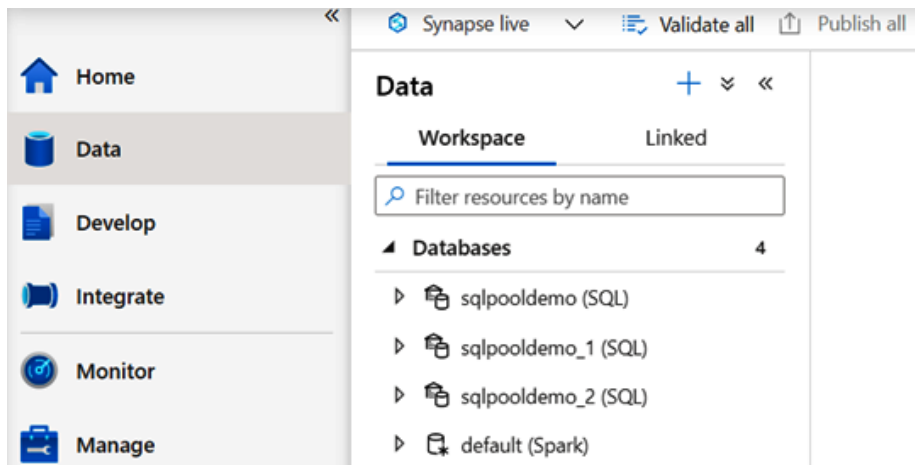 Synapse live
Validate all
Publish all
Home
Data
Develop
Integrate
Monitor
Manage
Data
Workspace
Linked
Filter resources by name
Databases 4
sqlpooldemo (SQL)
sqlpooldemo_1 (SQL)
sqlpooldemo_2 (SQL)
default (Spark)